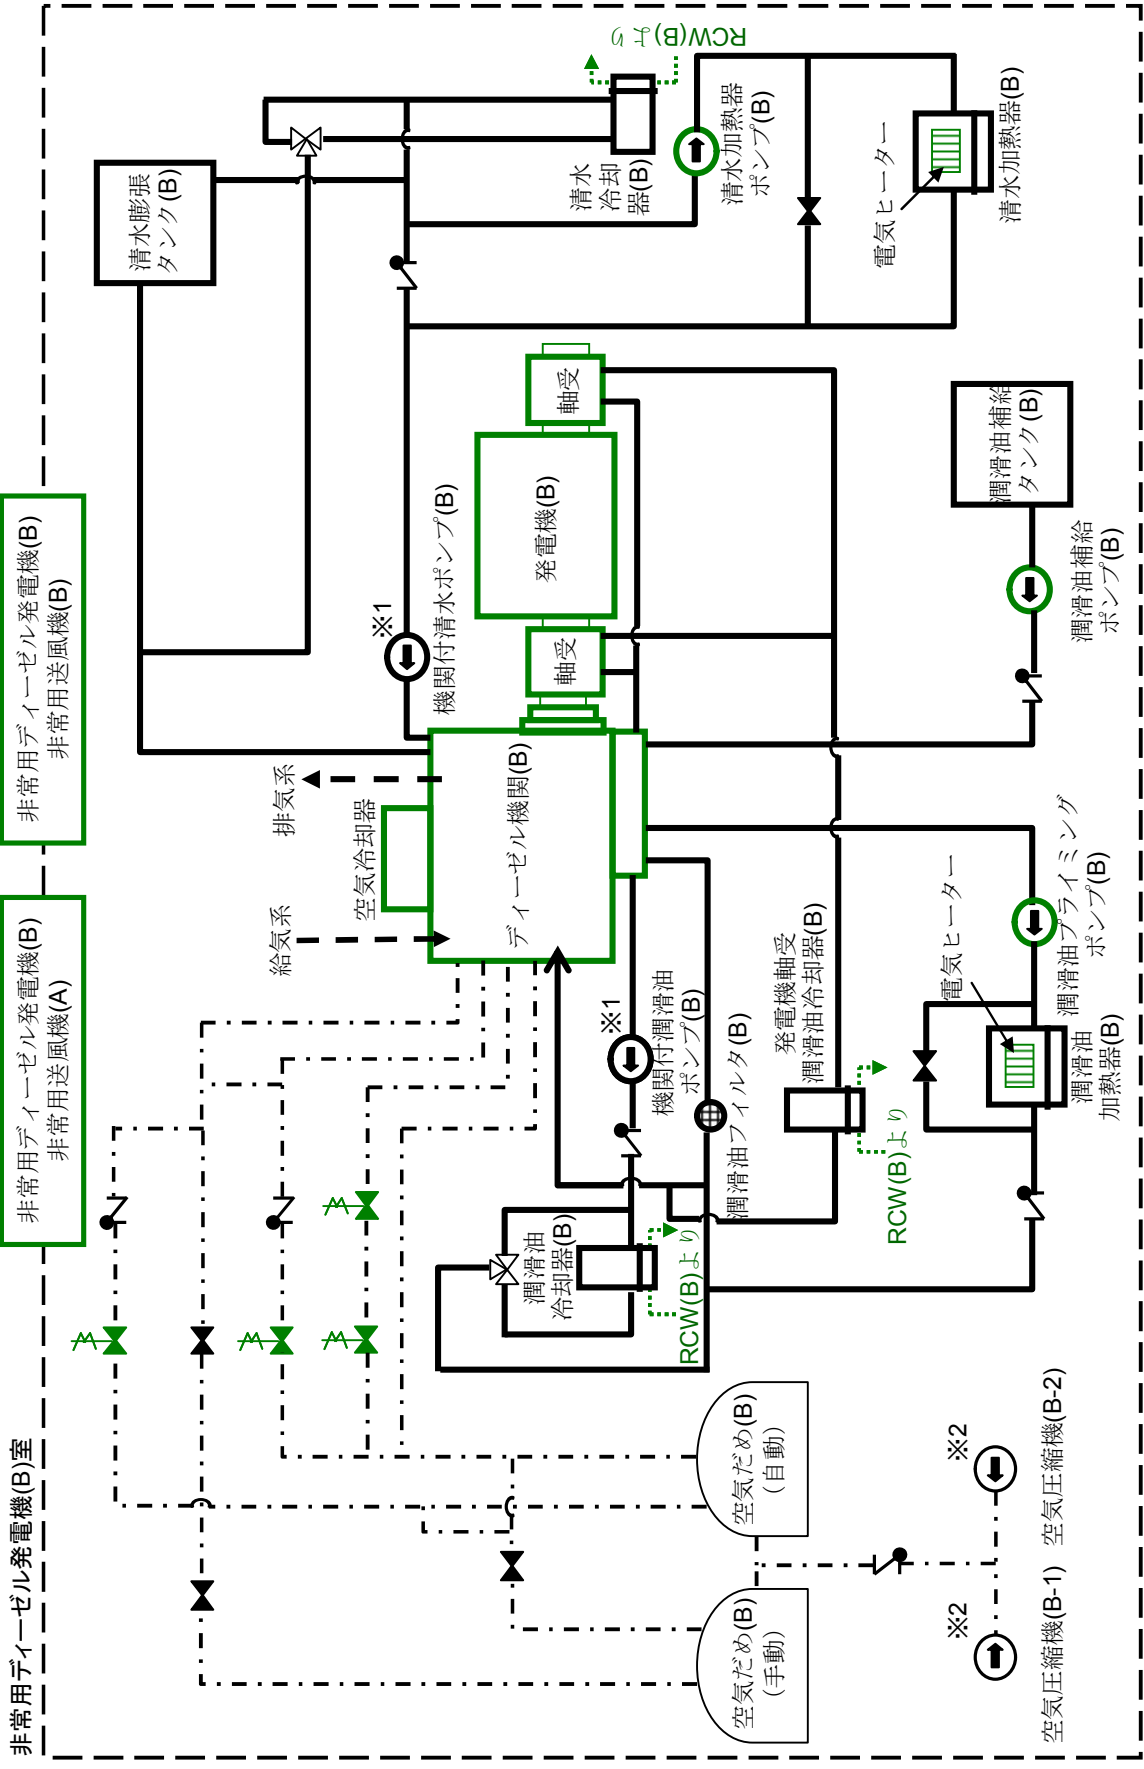 非常用ディーゼル発電機(B)室
非常用ディーゼル発電機(B)
非常用送風機(A)
非常用ディーゼル発電機(B)
非常用送風機(B)
清水膨張
タンク(B)
給気系
排気系
空気冷却器
ディーゼル機関(B)
※1
機関付清水ポンプ(B)
軸受
発電機(B)
軸受
清水
冷却
器(B)
RCW(B)より
清水加熱器
ポンプ(B)
電気ヒーター
清水加熱器(B)
※1
機関付潤滑油
ポンプ(B)
潤滑油
冷却器(B)
RCW(B)より
潤滑油フィルタ(B)
発電機軸受
潤滑油冷却器(B)
RCW(B)より
電気ヒーター
潤滑油プライミング
ポンプ(B)
潤滑油
加熱器(B)
潤滑油補給
タンク(B)
潤滑油補給
ポンプ(B)
空気だめ(B)
(手動)
空気だめ(B)
(自動)
※2
空気圧縮機(B-1)
※2
空気圧縮機(B-2)